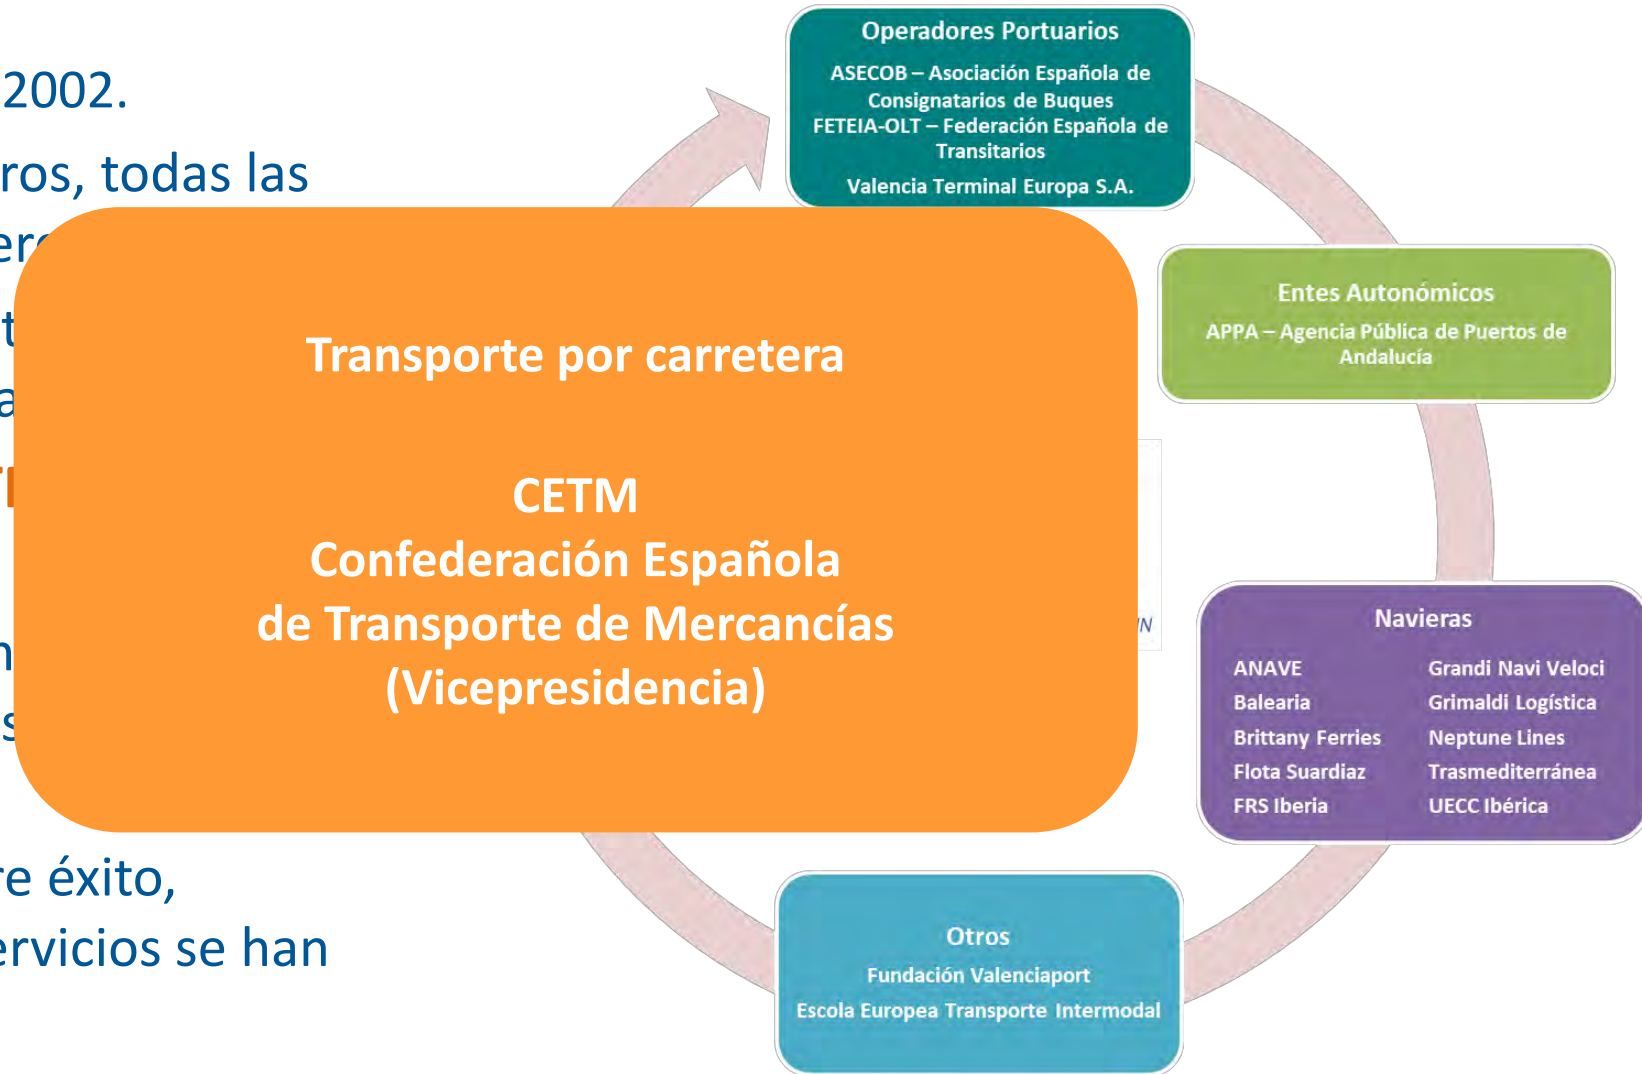 2002.
ros, todas las
re éxito,
ervicios se han
Transporte por carretera
CETM
Confederación Española
de Transporte de Mercancías
(Vicepresidencia)
Operadores Portuarios
ASECOB – Asociación Española de
Consignatarios de Buques
FETEIA-OLT – Federación Española de
Transitarios
Valencia Terminal Europa S.A.
Entes Autonómicos
APPA – Agencia Pública de Puertos de
Andalucía
Navieras
ANAVE
Balearia
Brittany Ferries
Flota Suardiaz
FRS Iberia
Grandi Navi Veloci
Grimaldi Logística
Neptune Lines
Trasmediterránea
UECC Ibérica
Otros
Fundación Valenciaport
Escola Europea Transporte Intermodal